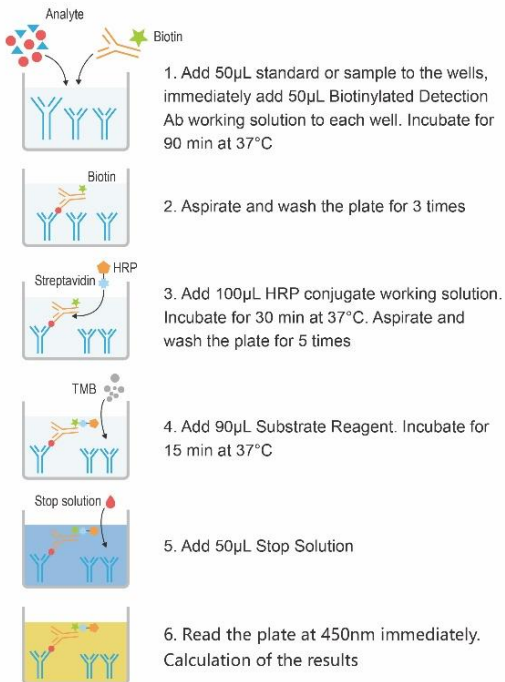 Analyte
Biotin
1. Add 50μL standard or sample to the wells,
immediately add 50μL Biotinylated Detection
Ab working solution to each well. Incubate for
90 min at 37°C
Biotin
2. Aspirate and wash the plate for 3 times
HRP
Streptavidin
3. Add 100μL HRP conjugate working solution.
Incubate for 30 min at 37°C. Aspirate and
wash the plate for 5 times
TMB
4. Add 90μL Substrate Reagent. Incubate for
15 min at 37°C
Stop solution
5. Add 50μL Stop Solution
6. Read the plate at 450nm immediately.
Calculation of the results